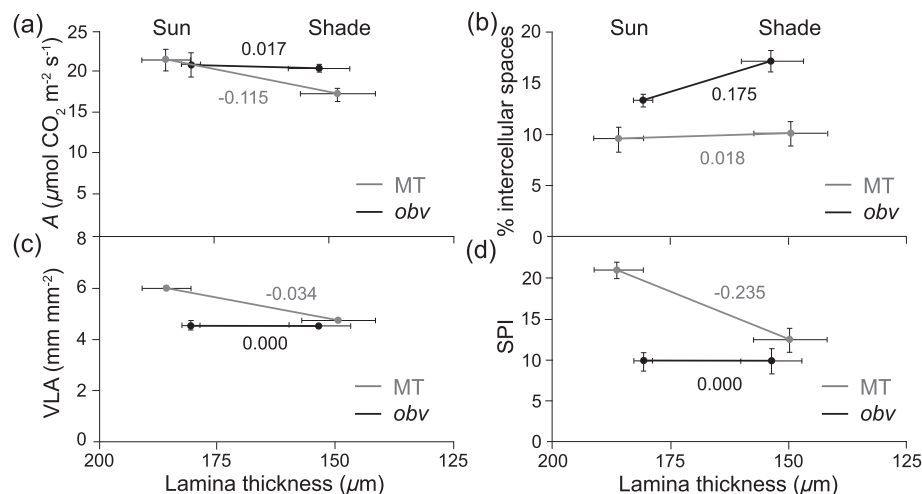 (a)
Sun
Shade
25
20
15
10
5
A (µmol CO₂ m⁻² s⁻¹)
0.017
-0.115
MT
obv
(b)
Sun
Shade
20
15
10
5
0
% intercellular spaces
0.175
0.018
MT
obv
(c)
8
6
4
2
0
VLA (mm mm⁻²)
-0.034
0.000
MT
obv
200
175
150
125
Lamina thickness (µm)
(d)
20
15
10
5
0
SPI
-0.235
0.000
MT
obv
200
175
150
125
Lamina thickness (µm)